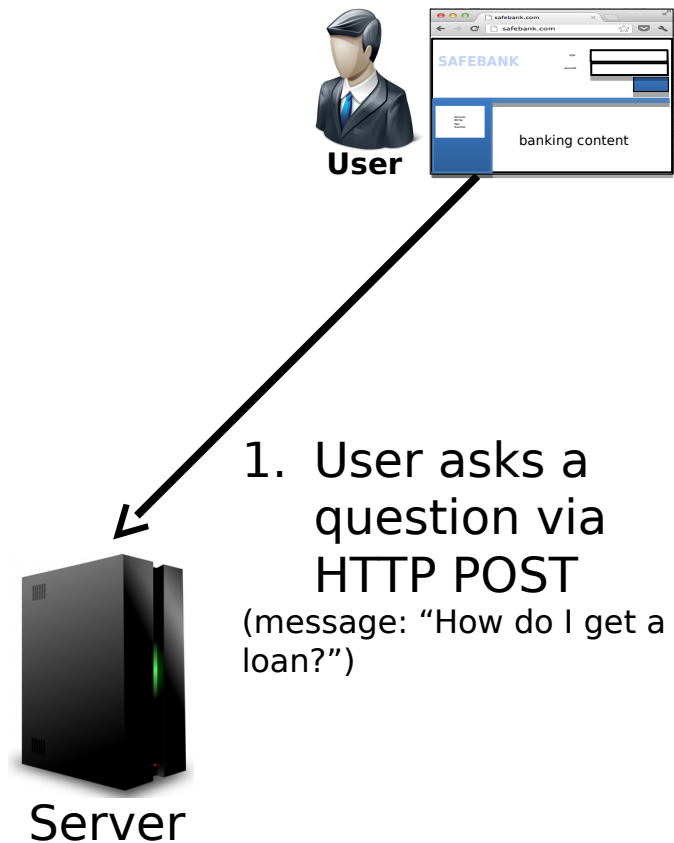 safebank.com
safebank.com
SAFEBANK
banking content
User
1. User asks a
question via
HTTP POST
(message: “How do I get a
loan?”)
Server